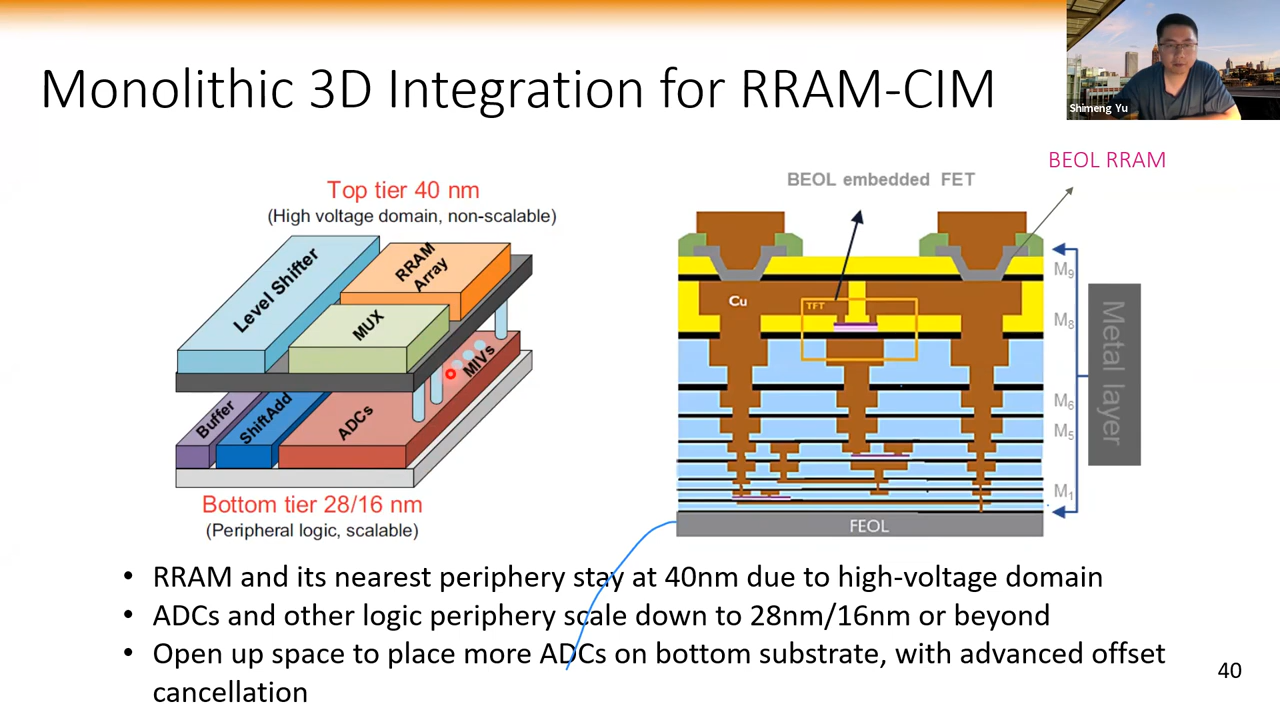 Monolithic 3D Integration for RRAM-CIM
Shimeng Yu
Top tier 40 nm
(High voltage domain, non-scalable)
Level Shifter
RRAM
Array
MUX
MIVs
Buffer
ShiftAdd
ADCs
Bottom tier 28/16 nm
(Peripheral logic, scalable)
BEOL embedded FET
BEOL RRAM
Cu
TFT
M9
M8
M6
M5
M1
Metal layer
FEOL
• RRAM and its nearest periphery stay at 40nm due to high-voltage domain
• ADCs and other logic periphery scale down to 28nm/16nm or beyond
• Open up space to place more ADCs on bottom substrate, with advanced offset
cancellation
40